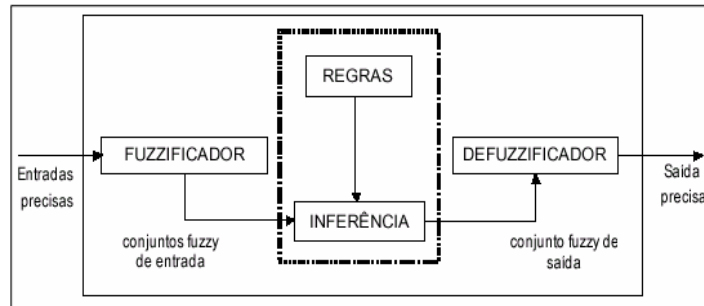 REGRAS
FUZZIFICADOR
DEFUZZIFICADOR
Entradas
precisas
Saída
precisa
INFERÊNCIA
conjuntos fuzzy
de entrada
conjunto fuzzy de
saída